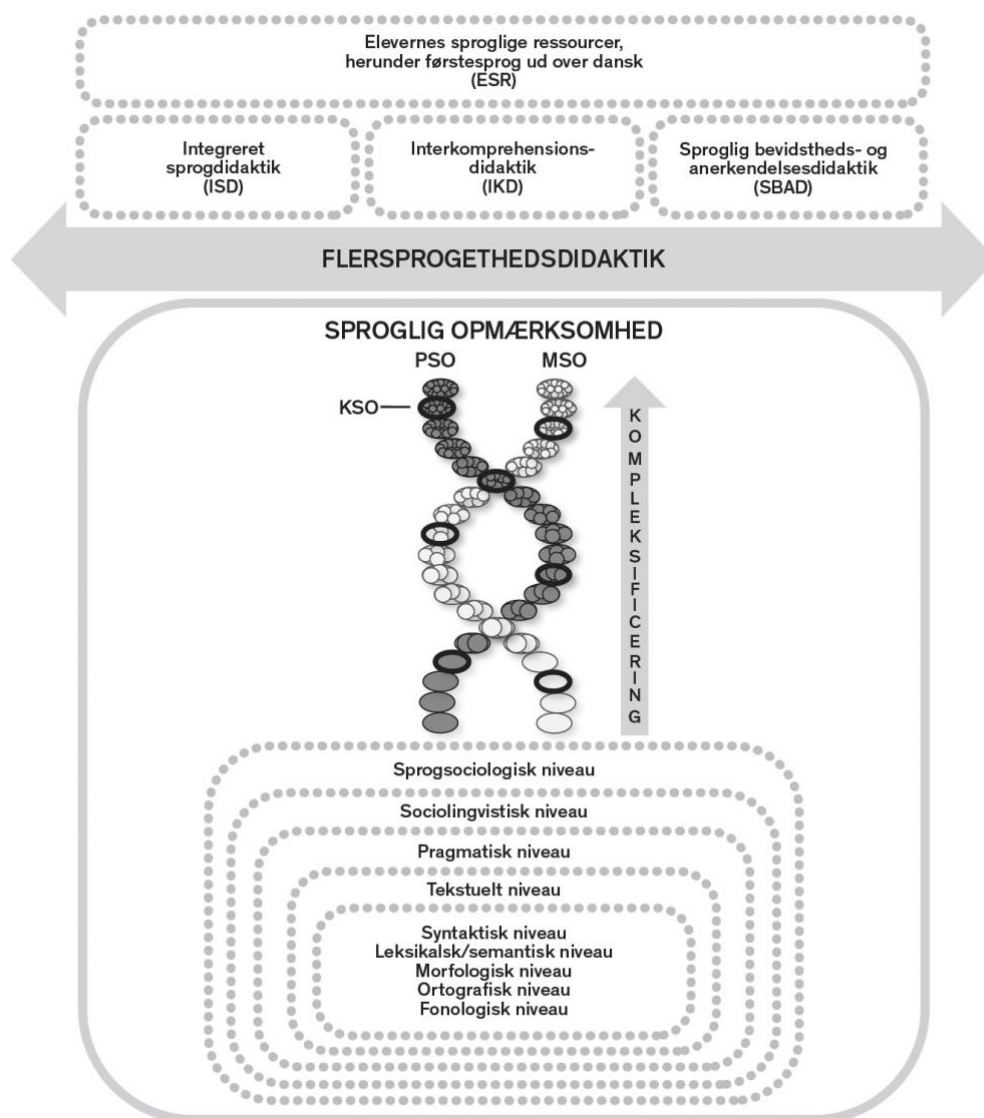 Elevernes sproglige ressourcer,
herunder førstesprog ud over dansk
(ESR)
Integreret
sprogdidaktik
(ISD)
Interkomprehensions-
didaktik
(IKD)
Sproglig bevidstheds- og
anerkendelsesdidaktik
(SBAD)
FLERSPROGETHEDSDIDAKTIK
SPROGLIG OPMÆRKSOMHED
PSO
MSO
KSO
KOMPLEKSIFICERING
Sprogsociologisk niveau
Sociolingvistisk niveau
Pragmatisk niveau
Tekstuelt niveau
Syntaktisk niveau
Leksikalsk/semantisk niveau
Morfologisk niveau
Ortografisk niveau
Fonologisk niveau